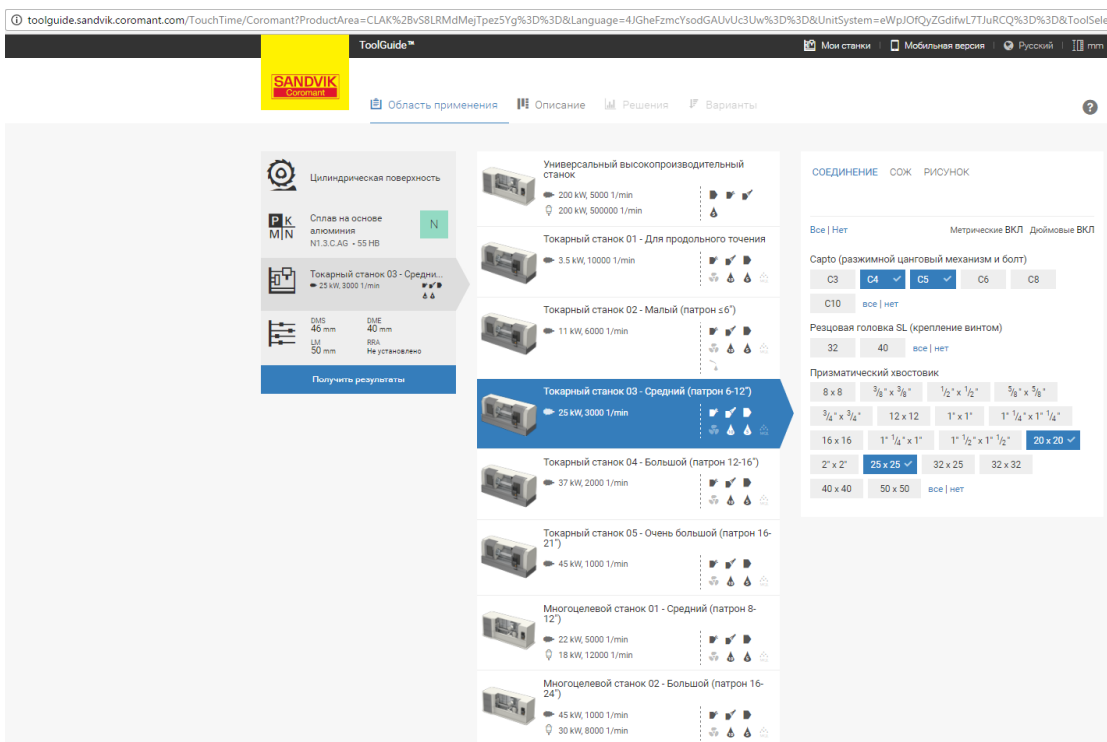 toolguide.sandvik.coromant.com/TouchTime/Coromant?ProductArea=CLAK%2BvS8LRMdMejTpez5Yg%3D%3D&Language=4JGheFzmcYsodGAUvUc3Uw%3D%3D&UnitSystem=eWpJOfQyZGdifwL7TJuRCQ%3D%3D&ToolSele
ToolGuide™
Мои станки
Мобильная версия
Русский
mm
SANDVIK
Coromant
Область применения
Описание
Решения
Варианты
?
Цилиндрическая поверхность
P K
M N
Сплав на основе
алюминия
N1.3.C.AG - 55 HB
N
Токарный станок 03 - Средни...
25 kW, 3000 1/min
DMS
46 mm
DME
40 mm
LM
50 mm
RRA
Не установлено
Получить результаты
Универсальный высокопроизводительный
станок
200 kW, 5000 1/min
200 kW, 500000 1/min
Токарный станок 01 - Для продольного точения
3.5 kW, 10000 1/min
Токарный станок 02 - Малый (патрон ≤6")
11 kW, 6000 1/min
Токарный станок 03 - Средний (патрон 6-12")
25 kW, 3000 1/min
Токарный станок 04 - Большой (патрон 12-16")
37 kW, 2000 1/min
Токарный станок 05 - Очень большой (патрон 16-
21")
45 kW, 1000 1/min
Многоцелевой станок 01 - Средний (патрон 8-
12")
22 kW, 5000 1/min
18 kW, 12000 1/min
Многоцелевой станок 02 - Большой (патрон 16-
24")
45 kW, 1000 1/min
30 kW, 8000 1/min
СОЕДИНЕНИЕ СОЖ РИСУНОК
Все | Нет
Метрические ВКЛ Дюймовые ВКЛ
Capto (разжимной цанговый механизм и болт)
C3 C4 C5 C6 C8
C10 все | нет
Резцовая головка SL (крепление винтом)
32 40 все | нет
Призматический хвостовик
8 x 8 3/8" x 3/8" 1/2" x 1/2" 5/8" x 5/8"
3/4" x 3/4" 12 x 12 1" x 1" 1" 1/4" x 1" 1/4"
16 x 16 1" 1/4" x 1" 1" 1/2" x 1" 1/2" 20 x 20
2" x 2" 25 x 25 32 x 25 32 x 32
40 x 40 50 x 50 все | нет